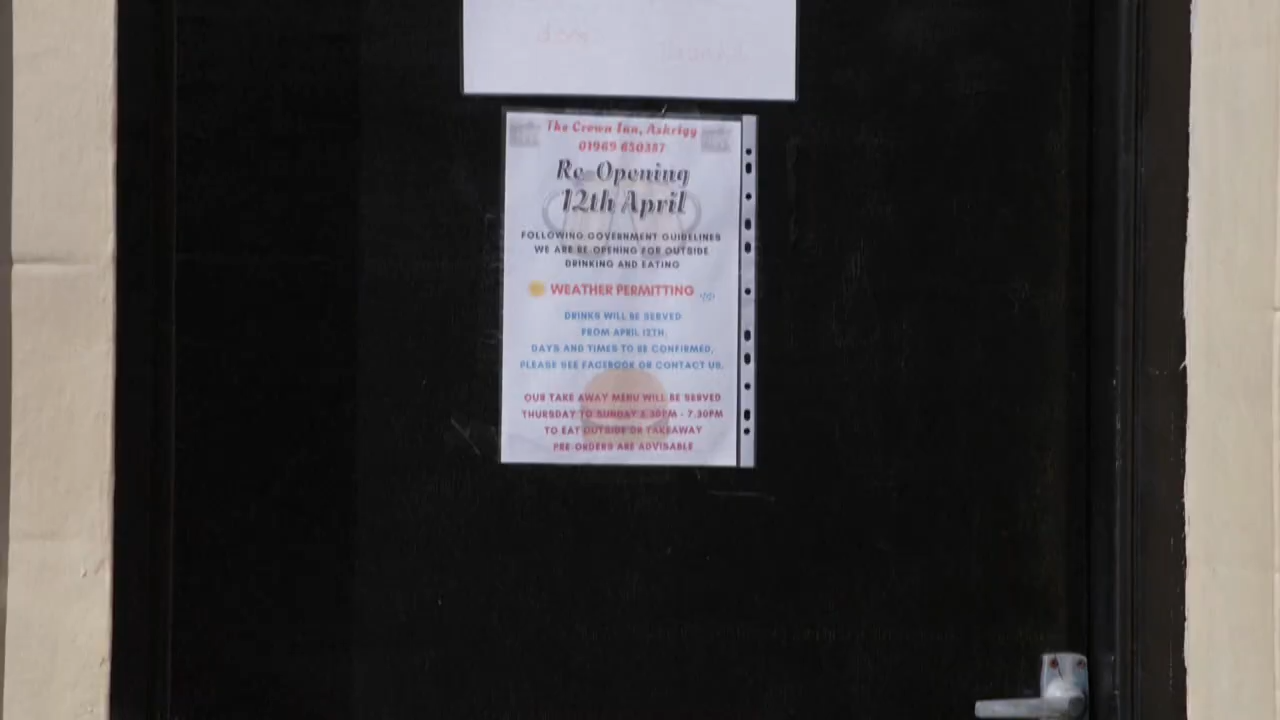 The Crown Inn, Askrigg
01969 650387
Re-Opening
12th April
FOLLOWING GOVERNMENT GUIDELINES
WE ARE RE-OPENING FOR OUTSIDE
DRINKING AND EATING
WEATHER PERMITTING
DRINKS WILL BE SERVED
FROM APRIL 12TH.
DAYS AND TIMES TO BE CONFIRMED,
PLEASE SEE FACEBOOK OR CONTACT US.
OUR TAKE AWAY MENU WILL BE SERVED
THURSDAY TO SUNDAY - 7.30PM
TO EAT OUTSIDE OR TAKEAWAY
PRE-ORDERS ARE ADVISABLE